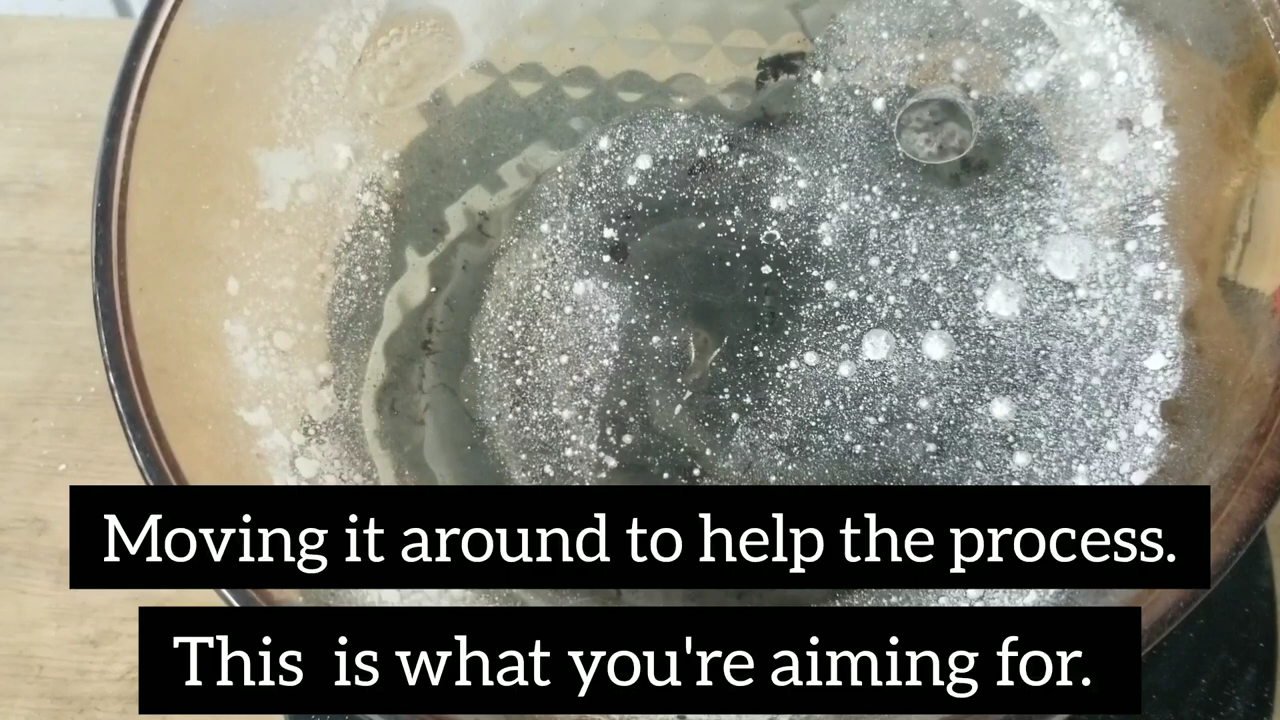 Moving it around to help the process.
This  is what you're aiming for.